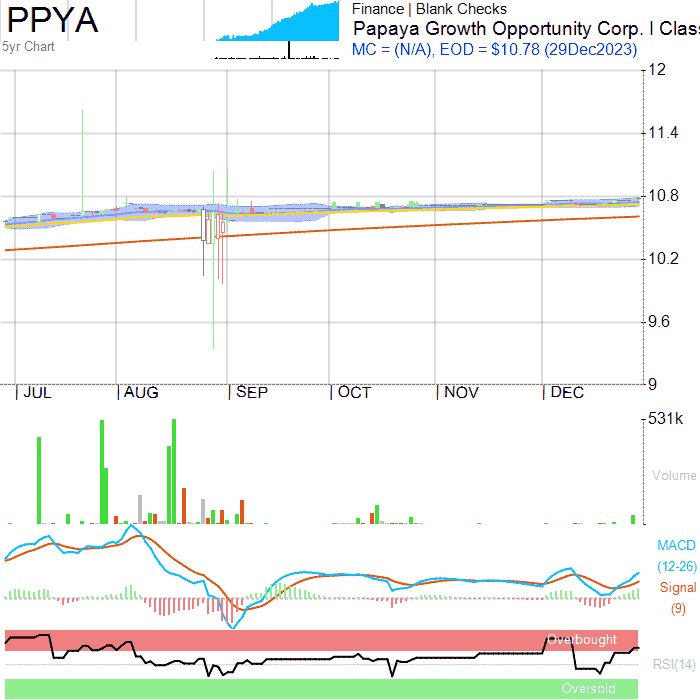 PPYA
5yr Chart
Finance | Blank Checks
Papaya Growth Opportunity Corp. I Clas
MC = (N/A), EOD = $10.78 (29Dec2023)
12
11.4
10.8
10.2
9.6
9
JUL AUG SEP OCT NOV DEC
531k
Volume
MACD
(12-26)
Signal
(9)
Overbought
RSI(14)
Oversold